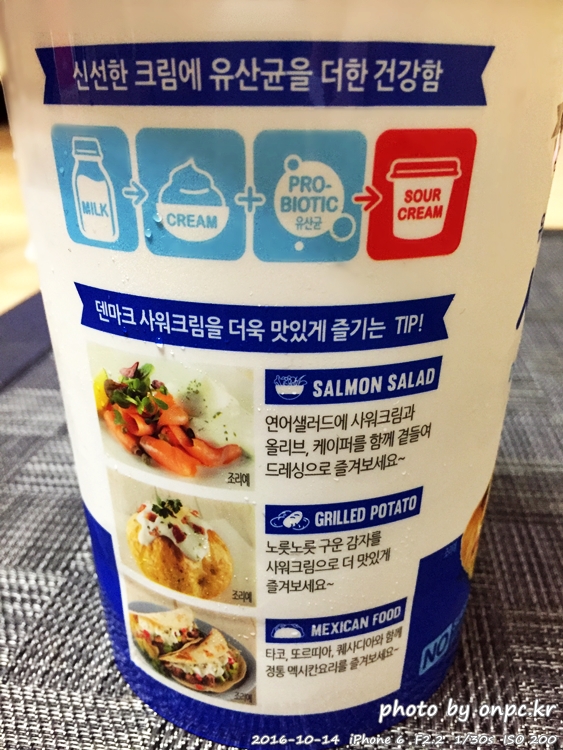 신선한 크림에 유산균을 더한 건강함
MILK
CREAM
PRO-
BIOTIC
유산균
SOUR
CREAM
덴마크 사워크림을 더욱 맛있게 즐기는 TIP!
SALMON SALAD
연어샐러드에 사워크림과
올리브, 케이퍼를 함께 곁들여
드레싱으로 즐겨보세요~
조리예
GRILLED POTATO
노릇노릇 구운 감자를
사워크림으로 더 맛있게
즐겨보세요~
조리예
MEXICAN FOOD
타코, 또르띠아, 퀘사디아와 함께
정통 멕시칸요리를 즐겨보세요~
조리예
NO
photo by onpc.kr
2016-10-14 iPhone 6 F2.2 1/30s ISO 200